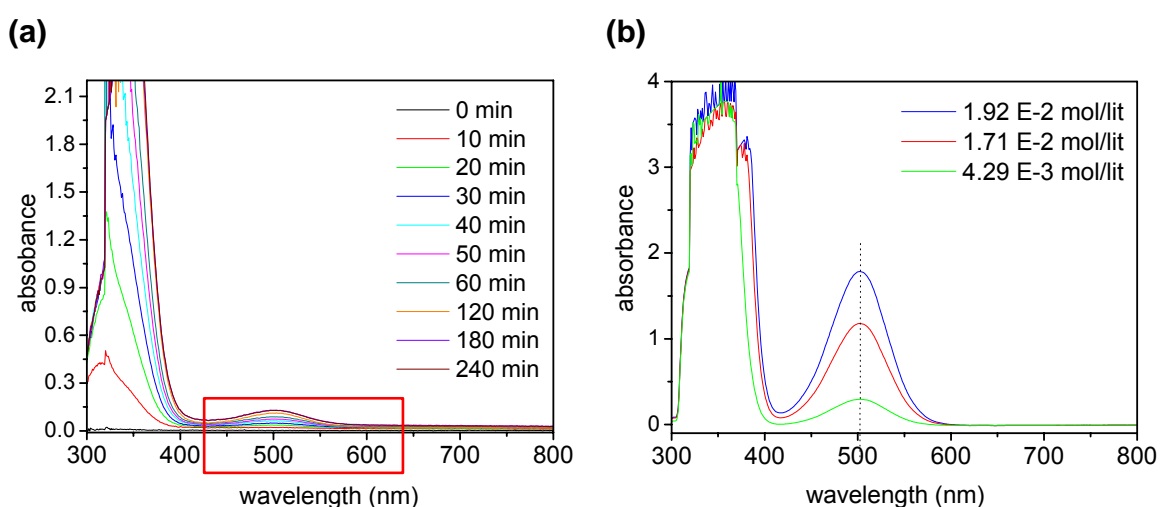 (a)
absobance
2.1
1.8
1.5
1.2
0.9
0.6
0.3
0.0
300 400 500 600 700 800
wavelength (nm)
0 min
10 min
20 min
30 min
40 min
50 min
60 min
120 min
180 min
240 min
(b)
absorbance
4
3
2
1
0
300 400 500 600 700 800
wavelength (nm)
1.92 E-2 mol/lit
1.71 E-2 mol/lit
4.29 E-3 mol/lit